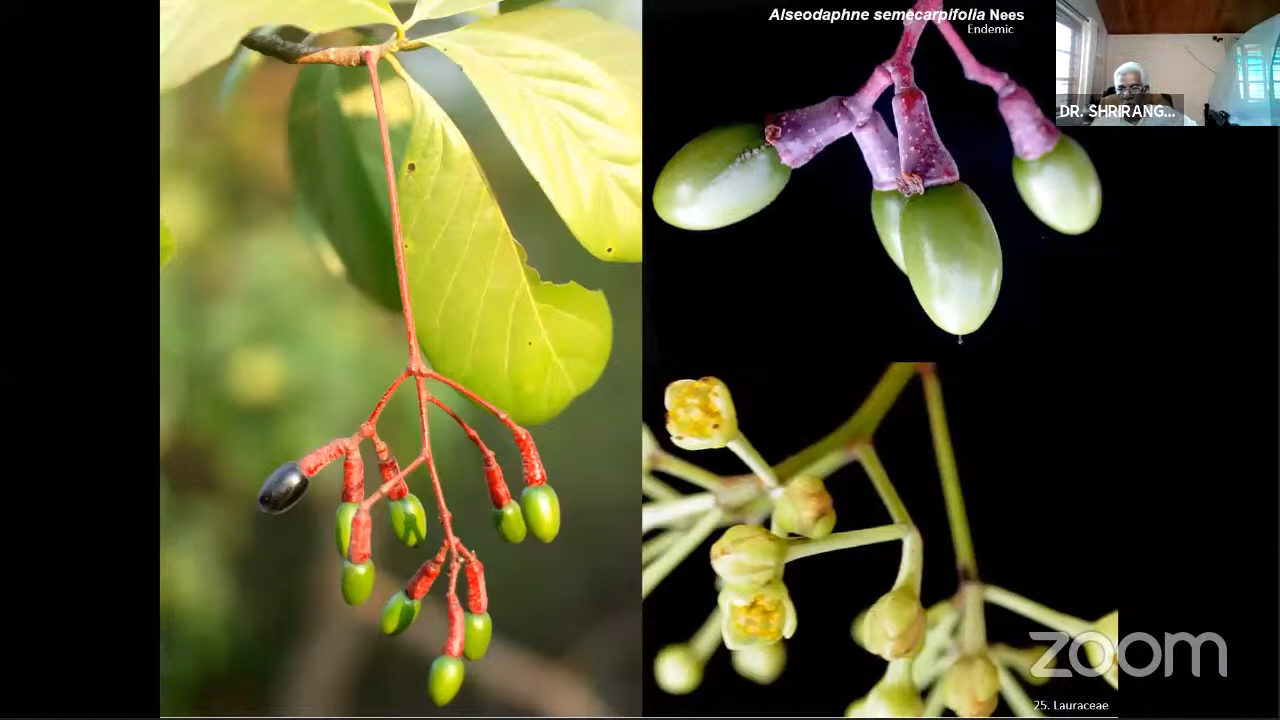 Alseodaphne semecarpifolia Nees
Endemic
DR. SHRIRANG...
zoom
25. Lauraceae